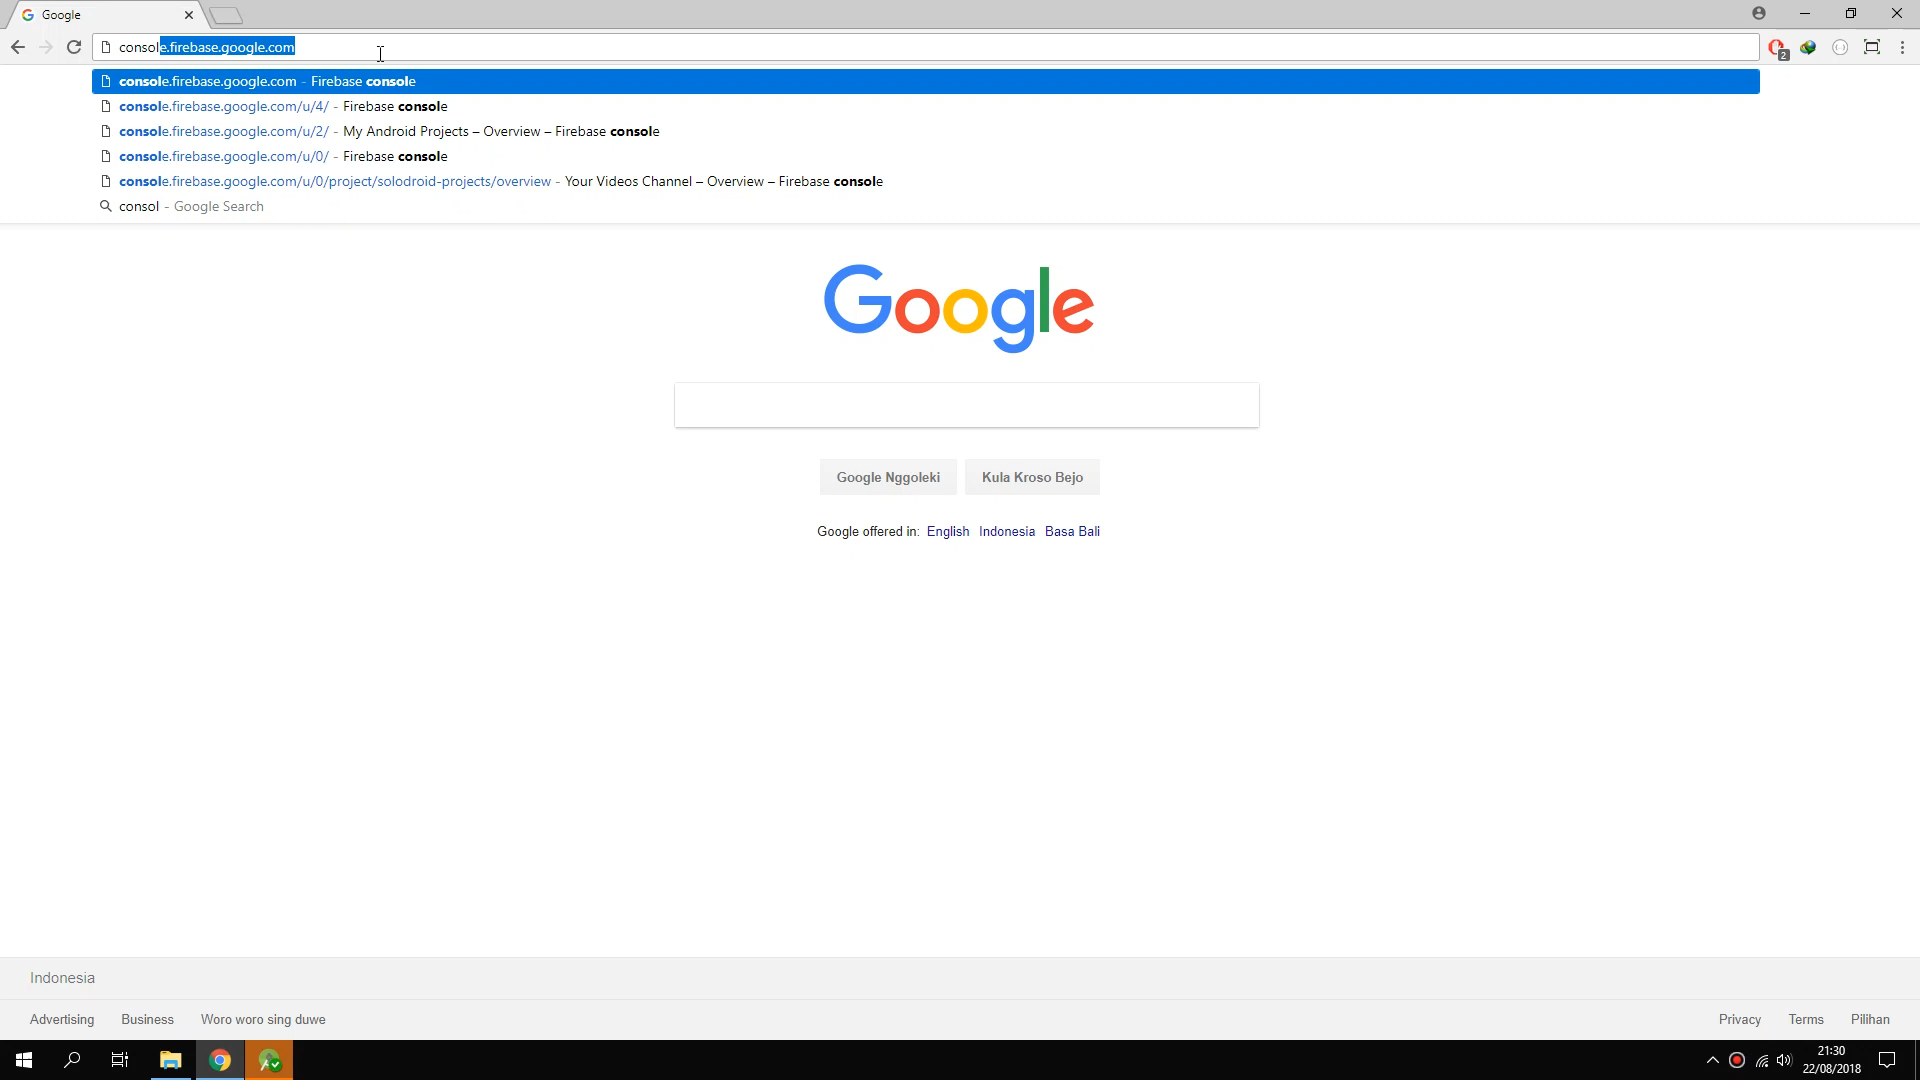 Google
console.firebase.google.com
console.firebase.google.com - Firebase console
console.firebase.google.com/u/4/ - Firebase console
console.firebase.google.com/u/2/ - My Android Projects – Overview – Firebase console
console.firebase.google.com/u/0/ - Firebase console
console.firebase.google.com/u/0/project/solodroid-projects/overview - Your Videos Channel – Overview – Firebase console
consol - Google Search
2
Google
Google Nggoleki
Kula Kroso Bejo
Google offered in: English Indonesia Basa Bali
Indonesia
Advertising Business Woro woro sing duwe
Privacy Terms Pilihan
21:30
22/08/2018